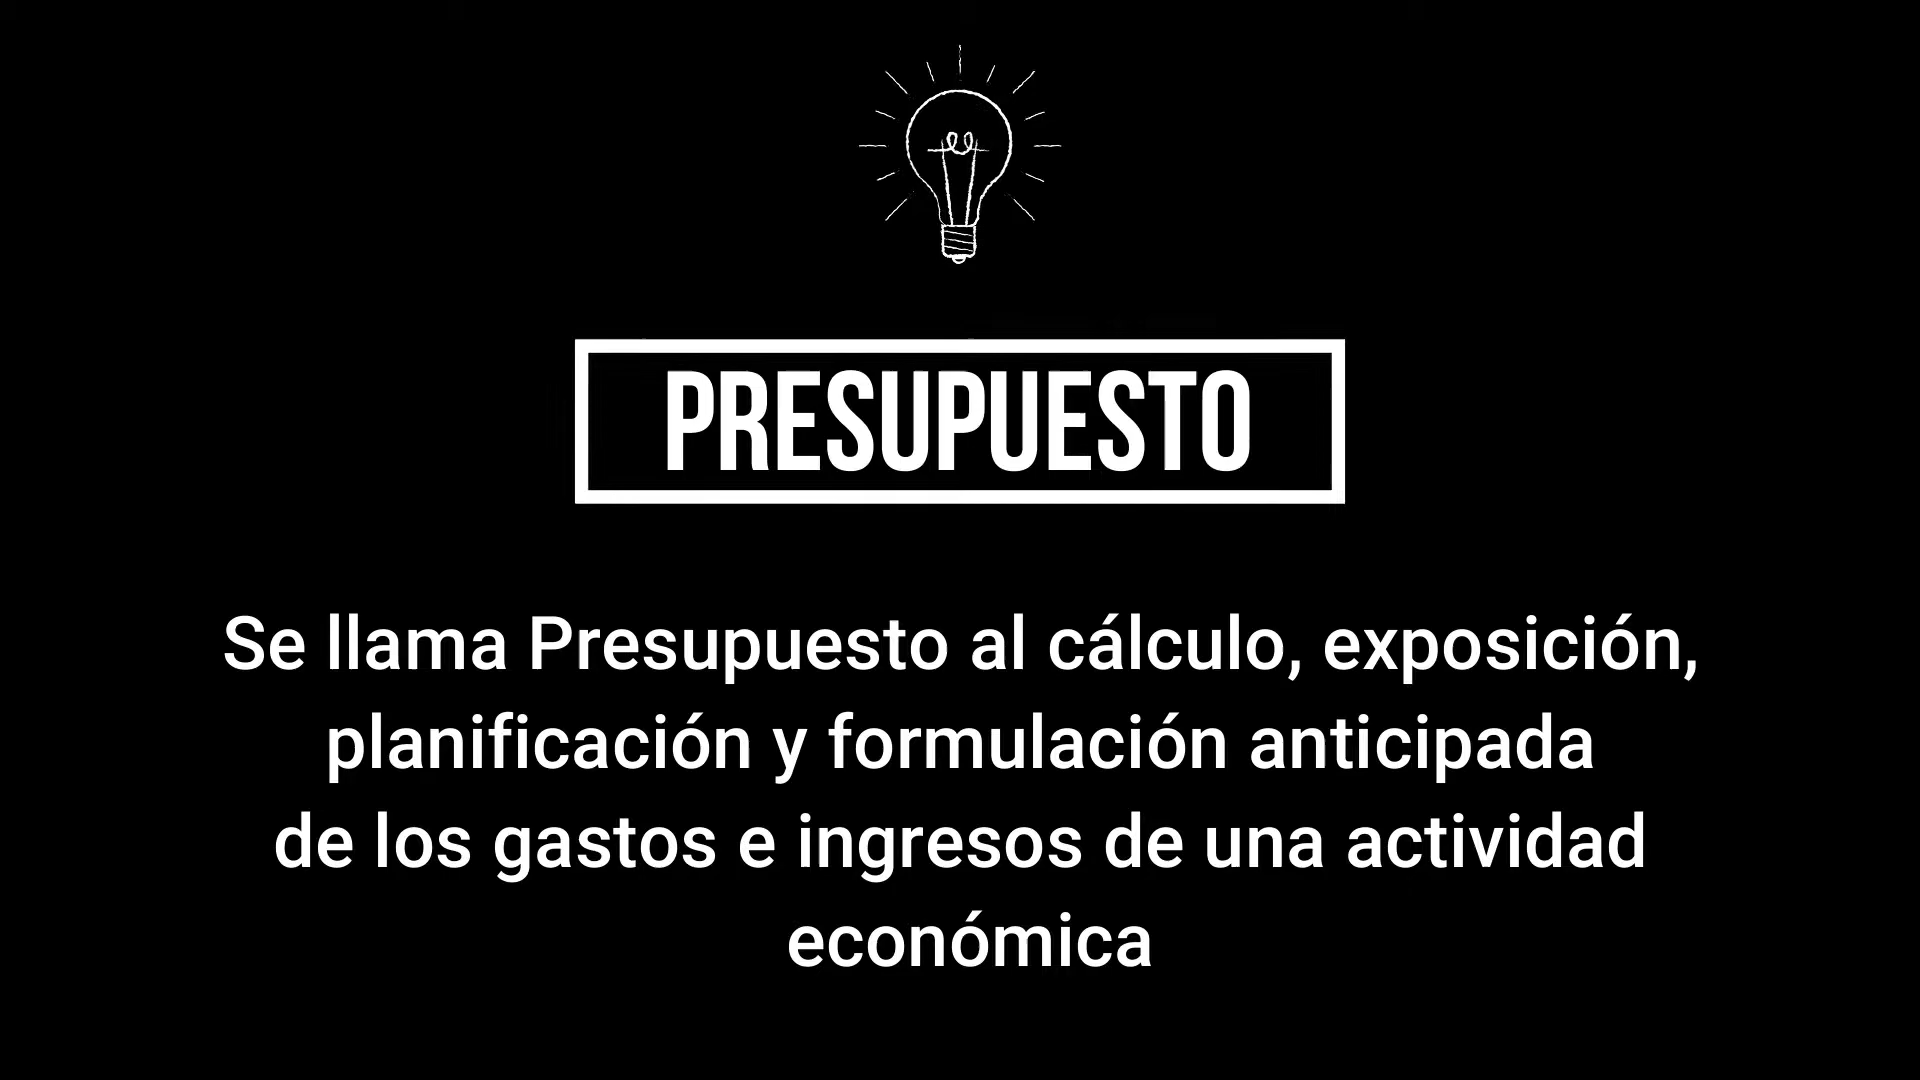 PRESUPUESTO
Se llama Presupuesto al cálculo, exposición,
planificación y formulación anticipada
de los gastos e ingresos de una actividad
económica